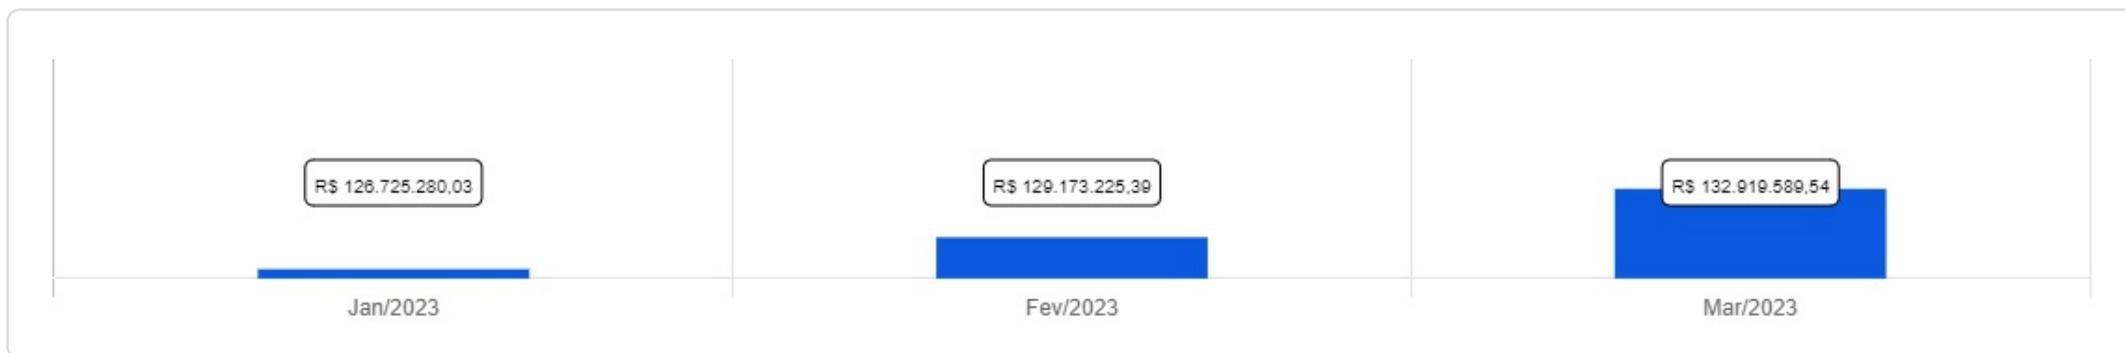 R$ 126.725.280,03
R$ 129.173.225,39
R$ 132.919.589,54
Jan/2023
Fev/2023
Mar/2023